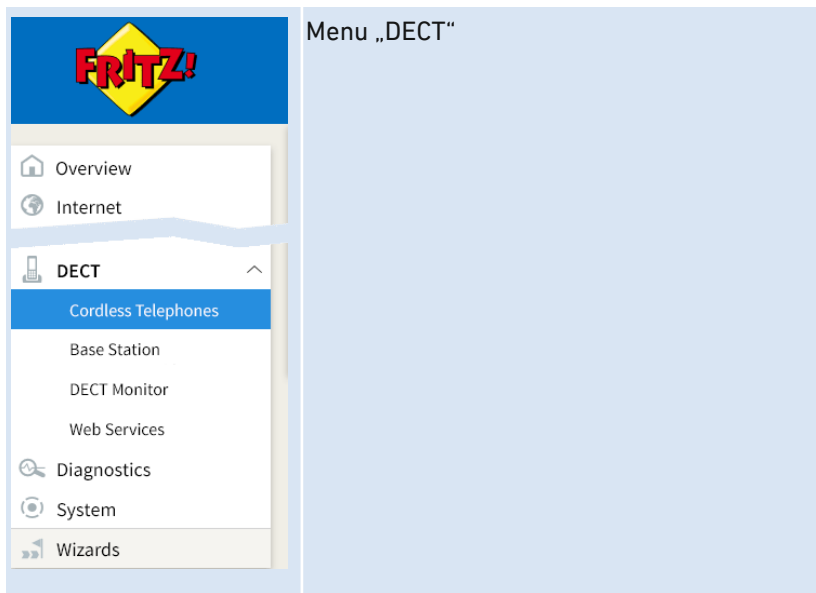 FRITZ!
Menu „DECT“
Overview
Internet
DECT
Cordless Telephones
Base Station
DECT Monitor
Web Services
Diagnostics
System
Wizards